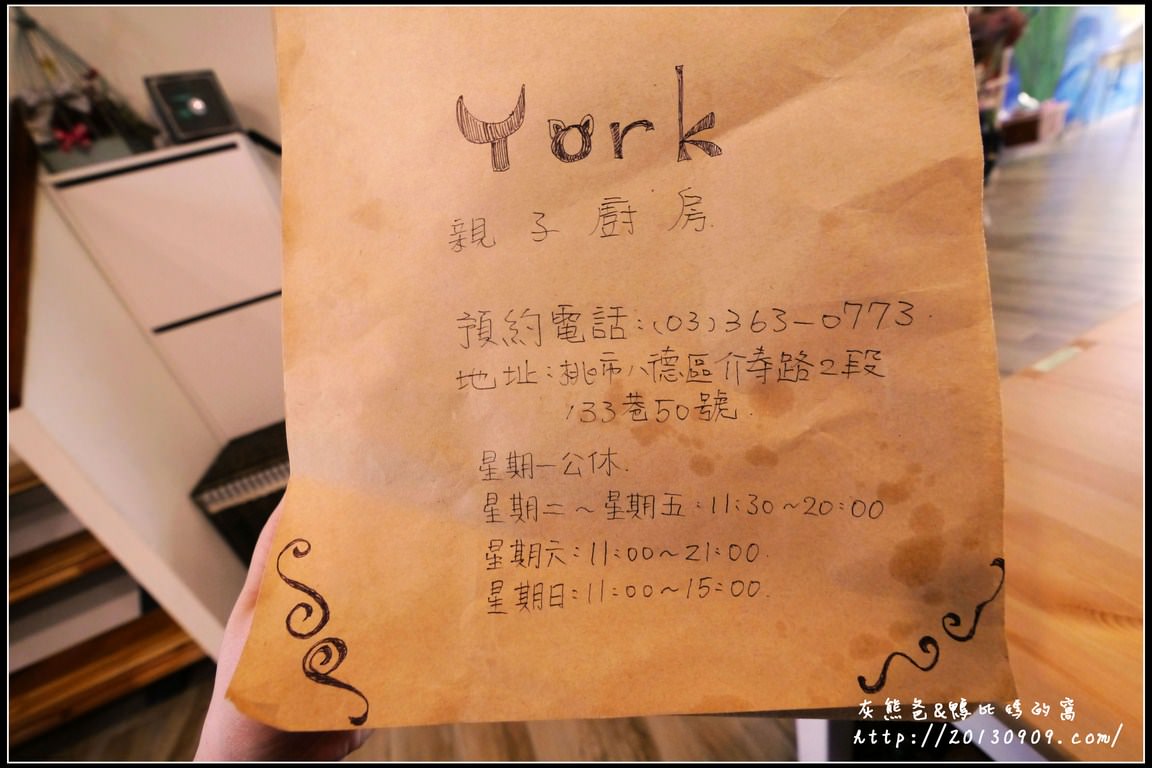 York
親子廚房
預約電話:(03)363-0773.
地址:桃市八德區介寿路2段
133巷50號.
星期一公休.
星期二~星期五:11:30~20:00
星期六:11:00~21:00.
星期日:11:00~15:00.
灰熊爸&鴨比媽的窩
http://20130909.com/